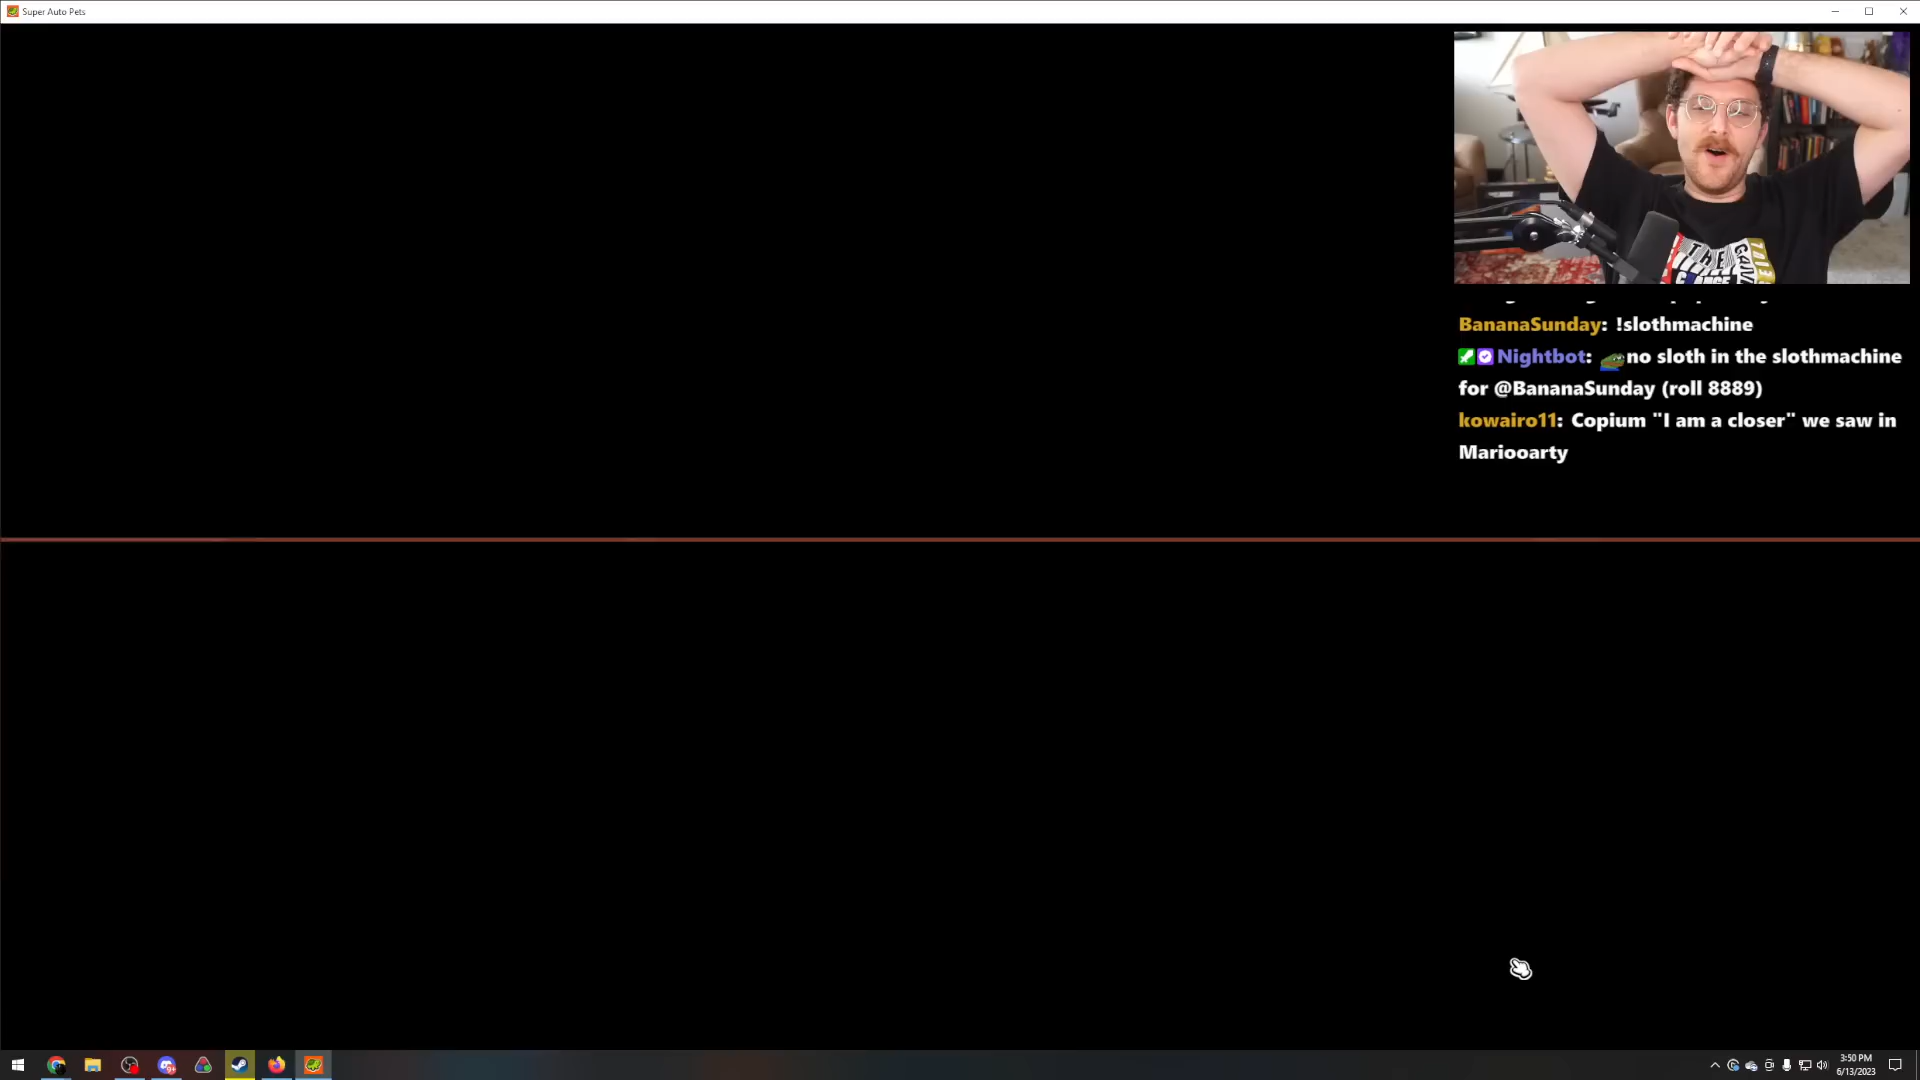 Super Auto Pets
BananaSunday: !slothmachine
Nightbot: no sloth in the slothmachine
for @BananaSunday (roll 8889)
kowairo11: Copium "I am a closer" we saw in
Mariooarty
THE
3:50 PM
6/13/2023